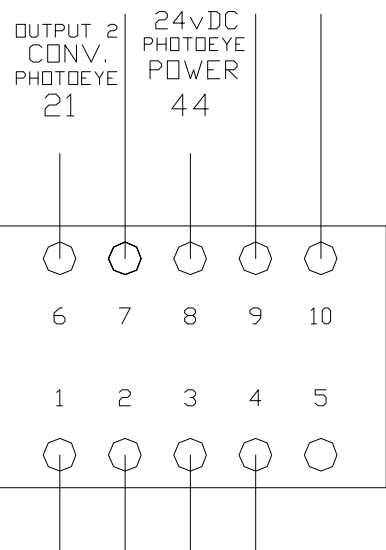 OUTPUT 2
CONV.
PHOTOEYE
21
24vDC
PHOTOEYE
POWER
44
6 7 8 9 10
1 2 3 4 5